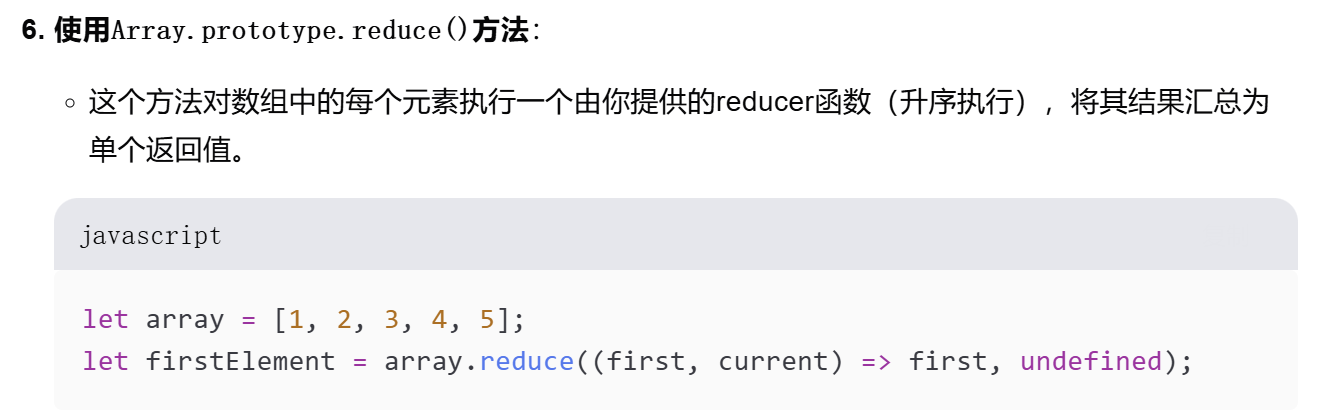 6. 使用Array.prototype.reduce()方法：
这个方法对数组中的每个元素执行一个由你提供的reducer函数（升序执行），将其结果汇总为
单个返回值。
javascript
let array = [1, 2, 3, 4, 5];
let firstElement = array.reduce((first, current) => first, undefined);